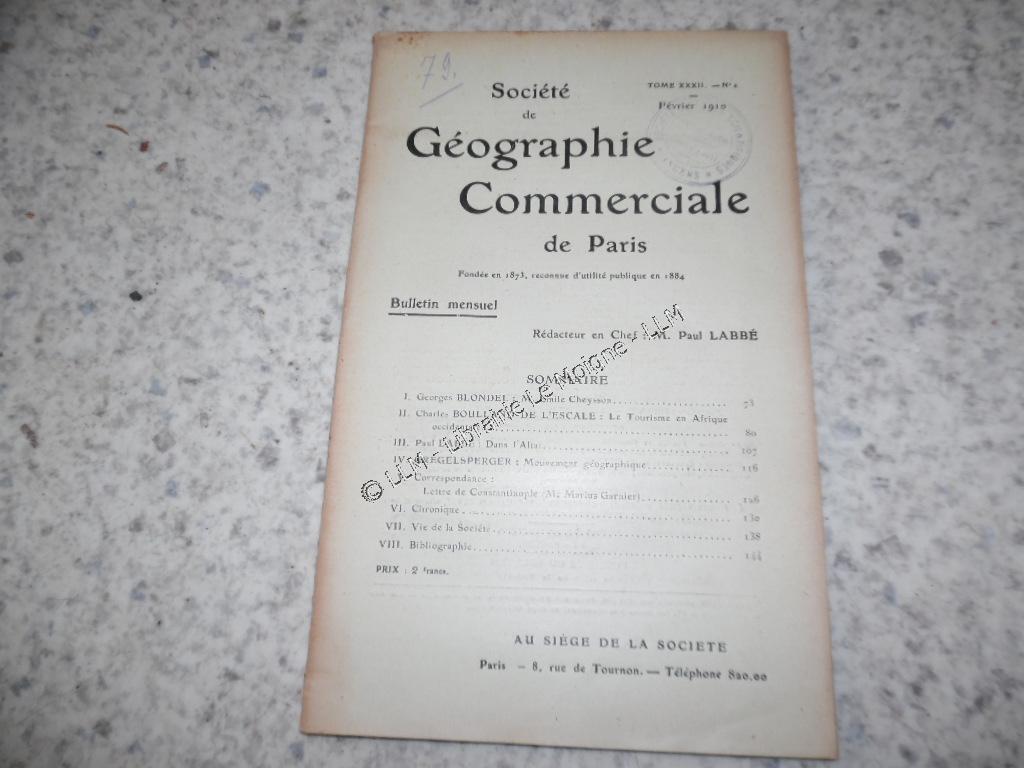 79.
Société
TOME XXXII. — N°
de
Février 1910
Géographie
Commerciale
de Paris
Fondée en 1873, reconnue d'utilité publique en 1884
Bulletin mensuel
Rédacteur en Chef : M. Paul LABBÉ
SOMMAIRE
I. Georges BLONDEL : M. Emile Cheysson 73
II. Charles DE L'ESCALE : Le Tourisme en Afrique
occidentale 80
III. Paul LABBÉ : Dans l'Altaï 107
IV. REGELSPERGER : Mouvement géographique 116
Correspondance :
Lettre de Constantinople (M. Marius Garnier) 126
VI. Chronique 130
VII. Vie de la Société 138
VIII. Bibliographie 144
PRIX : 2 francs.
AU SIÈGE DE LA SOCIETE
Paris — 8, rue de Tournon. — Téléphone 820.00
© LLM - Librairie Le Moigne - LLM